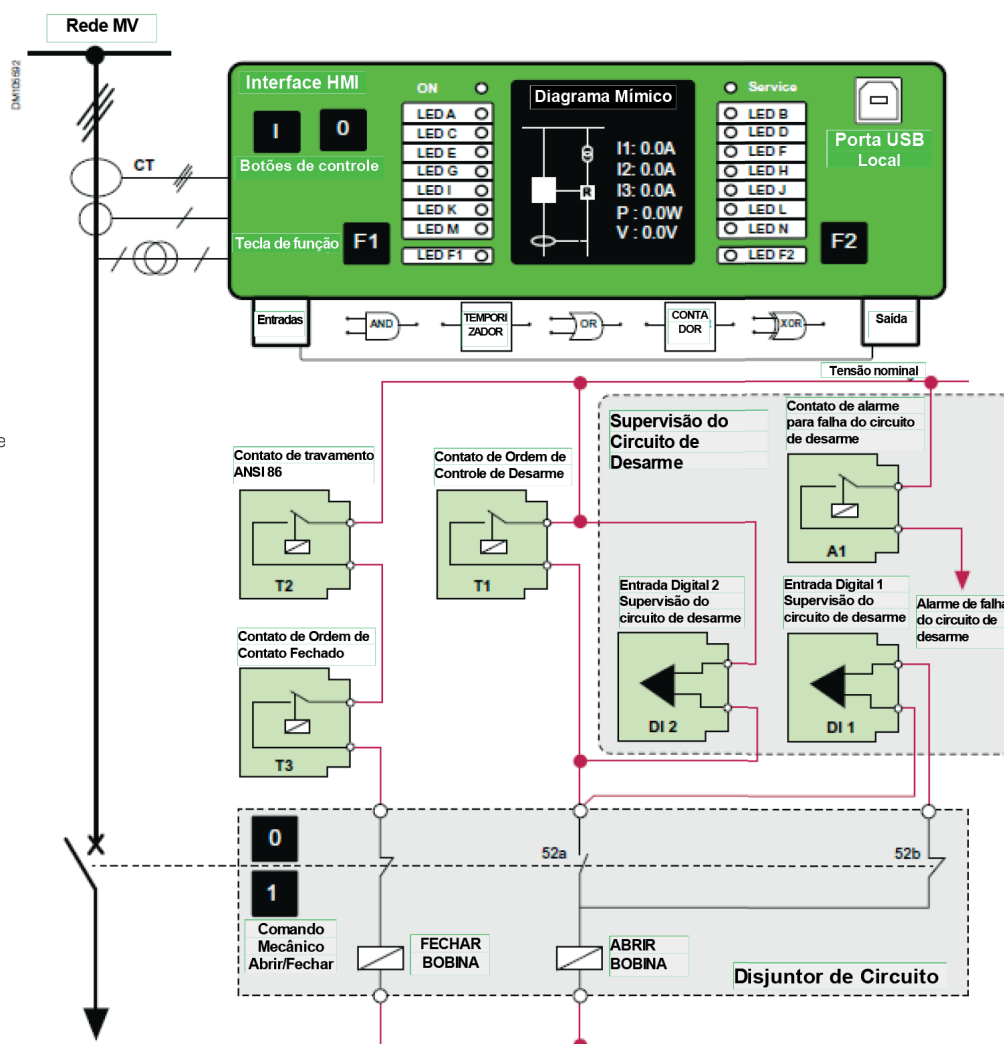 Rede MV
DM105592
Interface HMI
I
0
Botões de controle
Tecla de função
F1
ON
LED A
LED C
LED E
LED G
LED I
LED K
LED M
LED F1
Diagrama Mímico
R
I1: 0.0A
I2: 0.0A
I3: 0.0A
P : 0.0W
V : 0.0V
Service
LED B
LED D
LED F
LED H
LED J
LED L
LED N
LED F2
Porta USB
Local
F2
CT
Entradas
AND
TEMPORI
ZADOR
OR
CONTA
DOR
XOR
Saída
Tensão nominal
e
Contato de travamento
ANSI 86
T2
Contato de Ordem de
Controle de Desarme
T1
Supervisão do
Circuito de
Desarme
Contato de alarme
para falha do circuito
de desarme
A1
Contato de Ordem de
Contato Fechado
T3
Entrada Digital 2
Supervisão do
circuito de desarme
DI 2
Entrada Digital 1
Supervisão do
circuito de desarme
DI 1
Alarme de falha
do circuito de
desarme
0
1
Comando
Mecânico
Abrir/Fechar
52a
52b
FECHAR
BOBINA
ABRIR
BOBINA
Disjuntor de Circuito